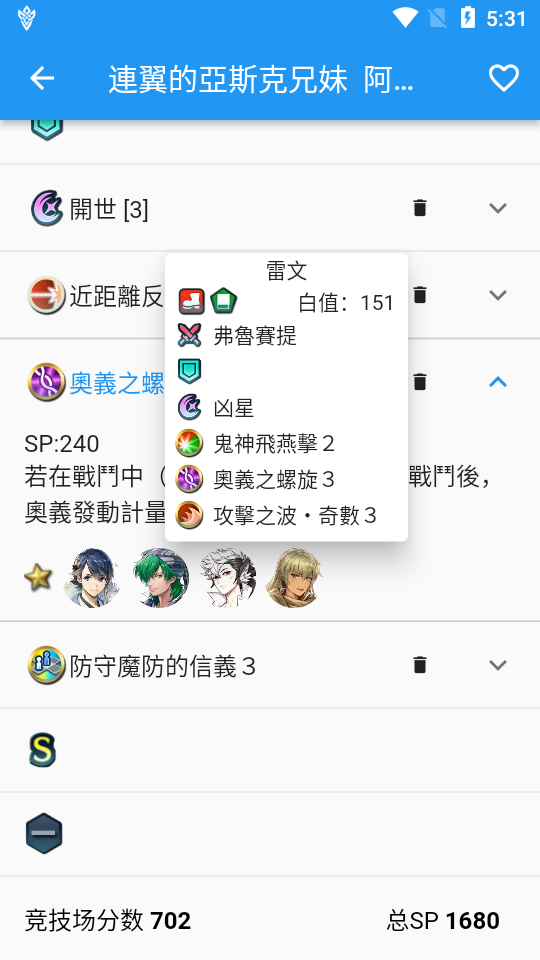 5:31
連翼的亞斯克兄妹 阿…
開世 [3]
近距離反
雷文
白值：151
弗魯賽提
凶星
鬼神飛燕擊２
奧義之螺旋３
攻擊之波・奇數３
奧義之螺
SP:240
若在戰鬥中（
戰鬥後，
奧義發動計量
防守魔防的信義３
S
竞技场分数 702
总SP 1680